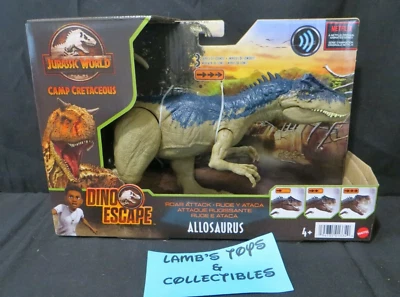 JURASSIC WORLD
CAMP CRETACEOUS
DINO
ESCAPE
ROAR ATTACK • RUGE Y ATACA
ATTAQUE RUGISSANTE
RUGE E ATACA
ALLOSAURUS
4+
MATTEL
LAMB'S TOYS
&
COLLECTIBLES